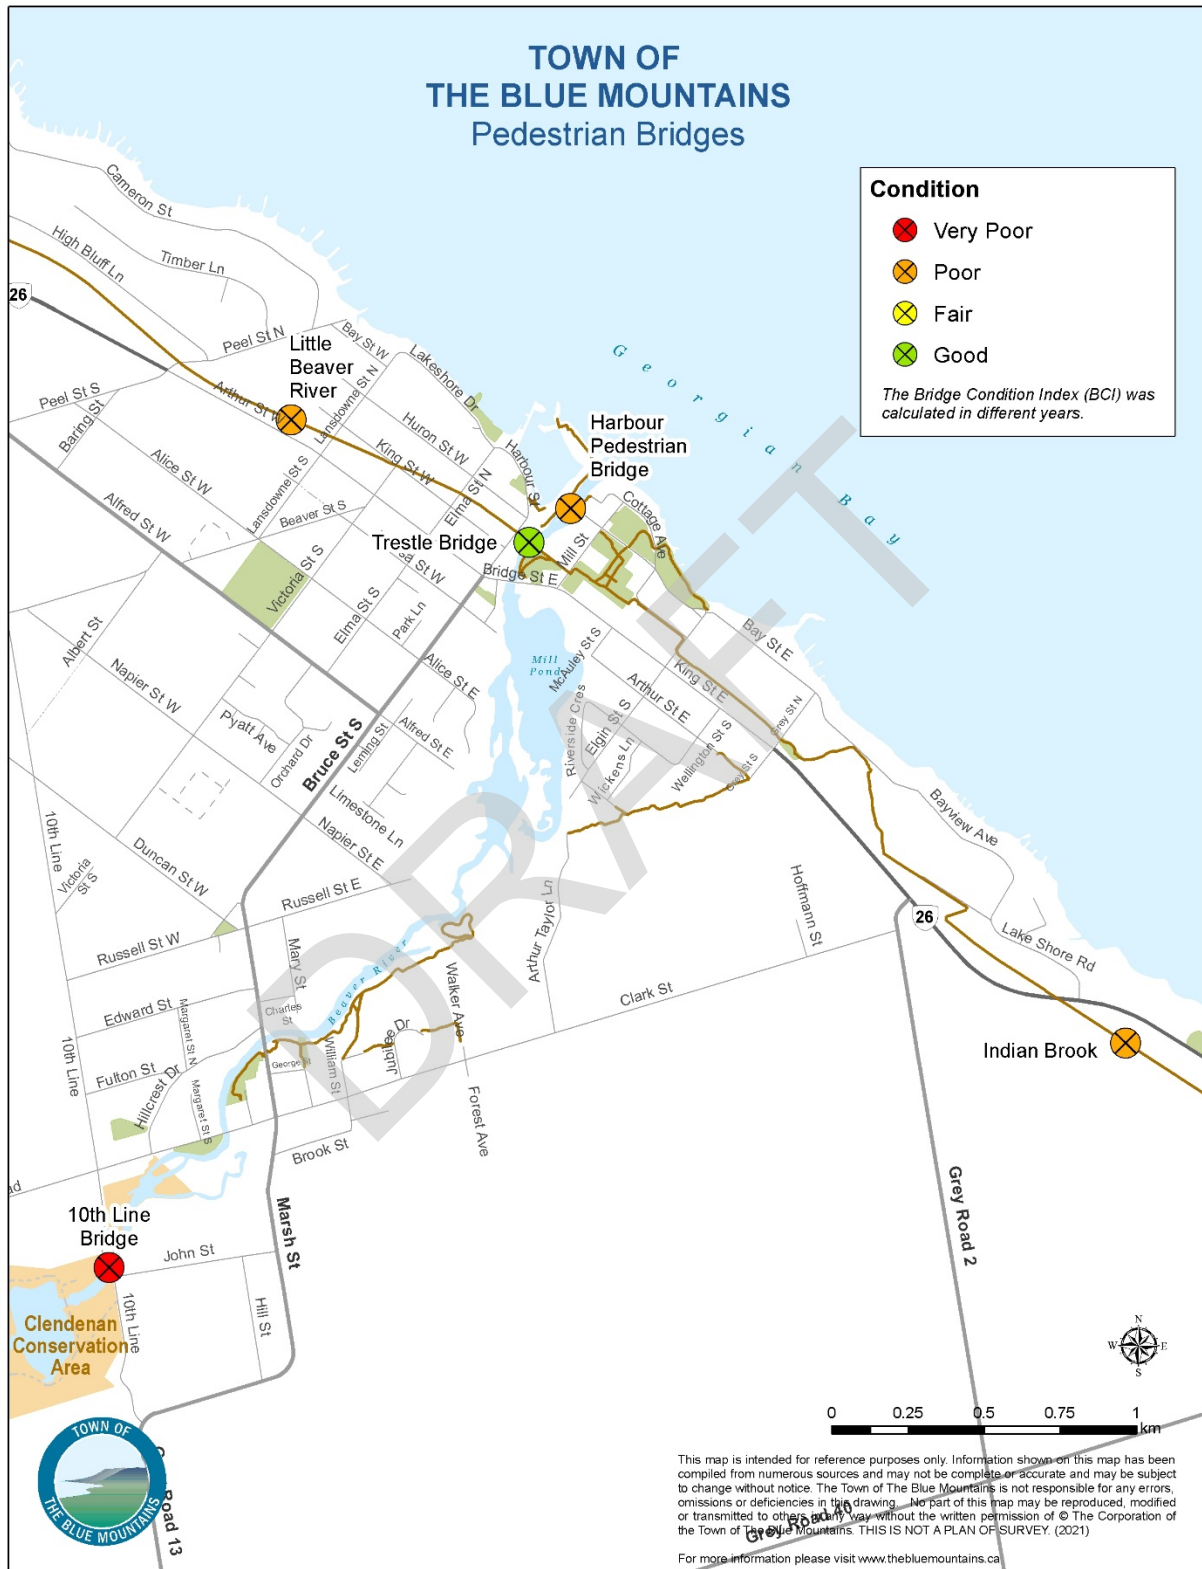 TOWN OF
THE BLUE MOUNTAINS
Pedestrian Bridges
Condition
Very Poor
Poor
Fair
Good
The Bridge Condition Index (BCI) was
calculated in different years.
Cameron St
High Bluff Ln
Timber Ln
26
Peel St N
Bay St W
Little
Beaver
River
Lakeshore Dr
Georgian Bay
Peel St S
Arthur St W
Lansdowne St N
Baring St
Huron St W
Harbour St
Harbour
Pedestrian
Bridge
King St W
Alice St W
Lansdowne St S
Elma St N
Cottage Ave
Alfred St W
Beaver St S
Trestle Bridge
Mill St
Bridge St E
Victoria St S
Elma St S
Park Ln
Albert St
Mill
Pond
McAuley St S
Bay St E
Napier St W
Alice St E
King St E
Arthur St E
Riverside Cres
Elgin St S
Grey St N
Pyatt Ave
Orchard Dr
Bruce St S
Leming St
Alfred St E
Wickens Ln
Wellington St S
Grey St S
Limestone Ln
Bayview Ave
10th Line
Napier St E
Duncan St W
Victoria
St S
Russell St E
Hoffmann St
26
Arthur Taylor Ln
Lake Shore Rd
Russell St W
Mary St
Beaver River
Walker Ave
Clark St
Edward St
Charles
St
Margaret St N
10th Line
Jubilee Dr
Indian Brook
Fulton St
George St
William St
Hillcrest Dr
Margaret St S
Forest Ave
Brook St
ad
Grey Road 2
10th Line
Bridge
Marsh St
John St
10th Line
Hill St
Clendenan
Conservation
Area
N
W E
S
0 0.25 0.5 0.75 1
km
TOWN OF
THE BLUE MOUNTAINS
Road 13
Grey Road 40
This map is intended for reference purposes only. Information shown on this map has been
compiled from numerous sources and may not be complete or accurate and may be subject
to change without notice. The Town of The Blue Mountains is not responsible for any errors,
omissions or deficiencies in this drawing. No part of this map may be reproduced, modified
or transmitted to others in any way without the written permission of © The Corporation of
the Town of The Blue Mountains. THIS IS NOT A PLAN OF SURVEY. (2021)
For more information please visit www.thebluemountains.ca
DRAFT